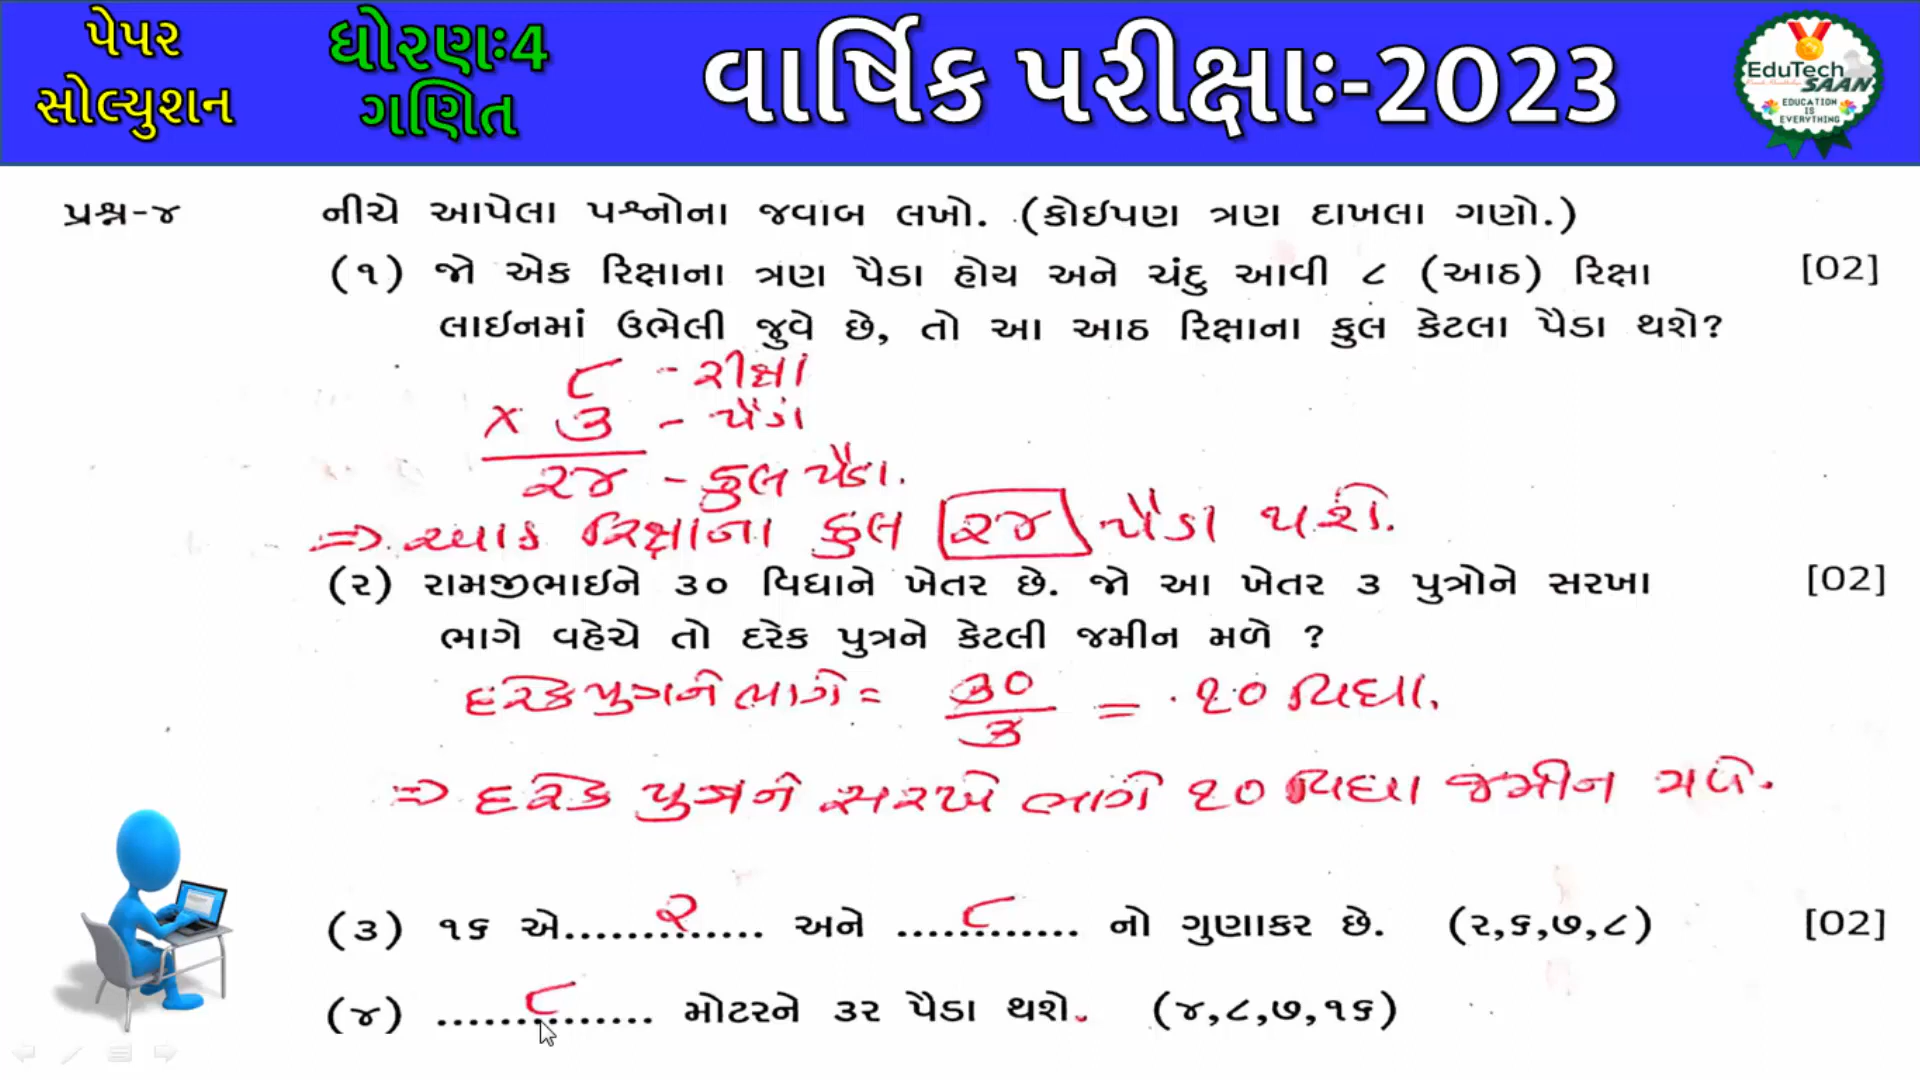 પેપર
સોલ્યુશન
ધોરણઃ4
ગણિત
વાર્ષિક પરીક્ષાઃ-2023
EduTech
SAAN
EDUCATION
IS
EVERYTHING
પ્રશ્ન-૪ નીચે આપેલા પશ્નોના જવાબ લખો. (કોઇપણ ત્રણ દાખલા ગણો.)
(૧) જો એક રિક્ષાના ત્રણ પૈડા હોય અને ચંદુ આવી ૮ (આઠ) રિક્ષા [02]
લાઇનમાં ઉભેલી જુવે છે, તો આ આઠ રિક્ષાના કુલ કેટલા પૈડા થશે?
૮ - રીક્ષા
× ૩ - પૈડા
૨૪ - કુલ પૈડા.
⇒ આઠ રિક્ષાના કુલ ૨૪ પૈડા થશે.
(૨) રામજીભાઇને ૩૦ વિઘાને ખેતર છે. જો આ ખેતર ૩ પુત્રોને સરખા [02]
ભાગે વહેચે તો દરેક પુત્રને કેટલી જમીન મળે ?
દરેક પુત્રને ભાગે = ૩૦/૩ = ૧૦ વિઘા.
⇒ દરેક પુત્રને સરખે ભાગે ૧૦ વિઘા જમીન મળે.
(૩) ૧૬ એ......૨...... અને ......૮...... નો ગુણાકર છે. (૨,૬,૭,૮) [02]
(૪) ......૮...... મોટરને ૩૨ પૈડા થશે. (૪,૮,૭,૧૬)